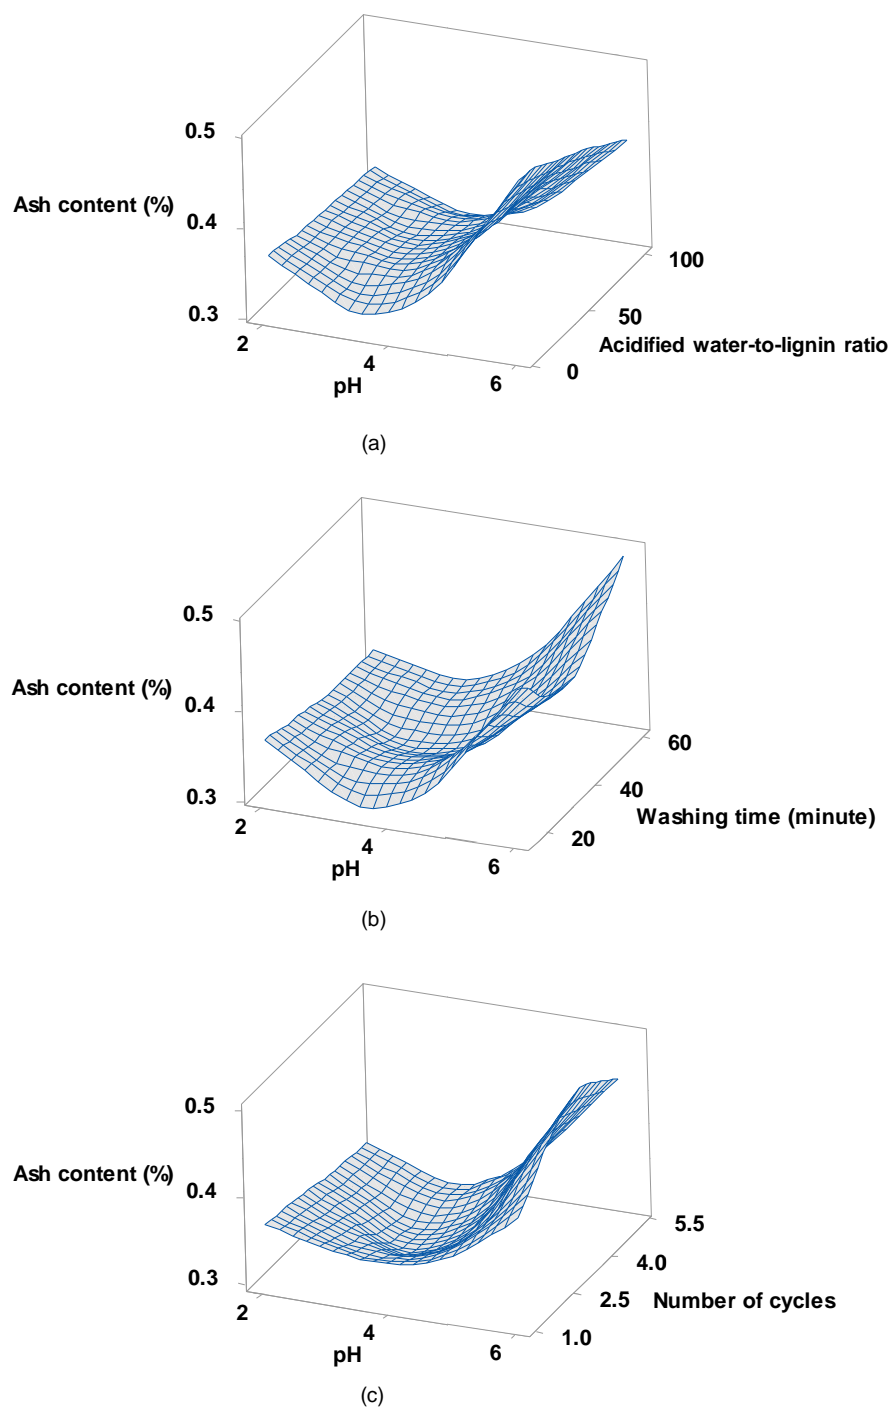 0.5
Ash content (%)
0.4
0.3
2
4
6
pH
0
50
100
Acidified water-to-lignin ratio
(a)
0.5
Ash content (%)
0.4
0.3
2
4
6
pH
20
40
60
Washing time (minute)
(b)
0.5
Ash content (%)
0.4
0.3
2
4
6
pH
1.0
2.5
4.0
5.5
Number of cycles
(c)